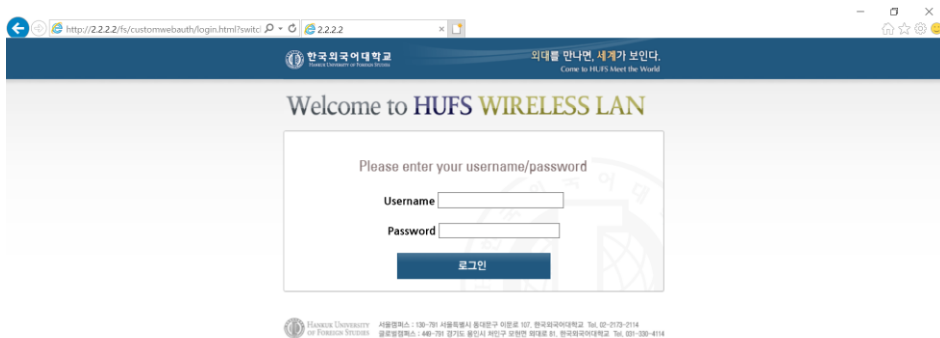 http://2.2.2.2/fs/customwebauth/login.html?switc
2.2.2.2
한국외국어대학교
Hankuk University of Foreign Studies
외대를 만나면, 세계가 보인다.
Come to HUFS Meet the World
Welcome to HUFS WIRELESS LAN
Please enter your username/password
Username
Password
로그인
Hankuk University of Foreign Studies
서울캠퍼스 : 130-791 서울특별시 동대문구 이문로 107, 한국외국어대학교 Tel. 02-2173-2114
글로벌캠퍼스 : 449-791 경기도 용인시 처인구 모현면 외대로 81, 한국외국어대학교 Tel. 031-330-4114